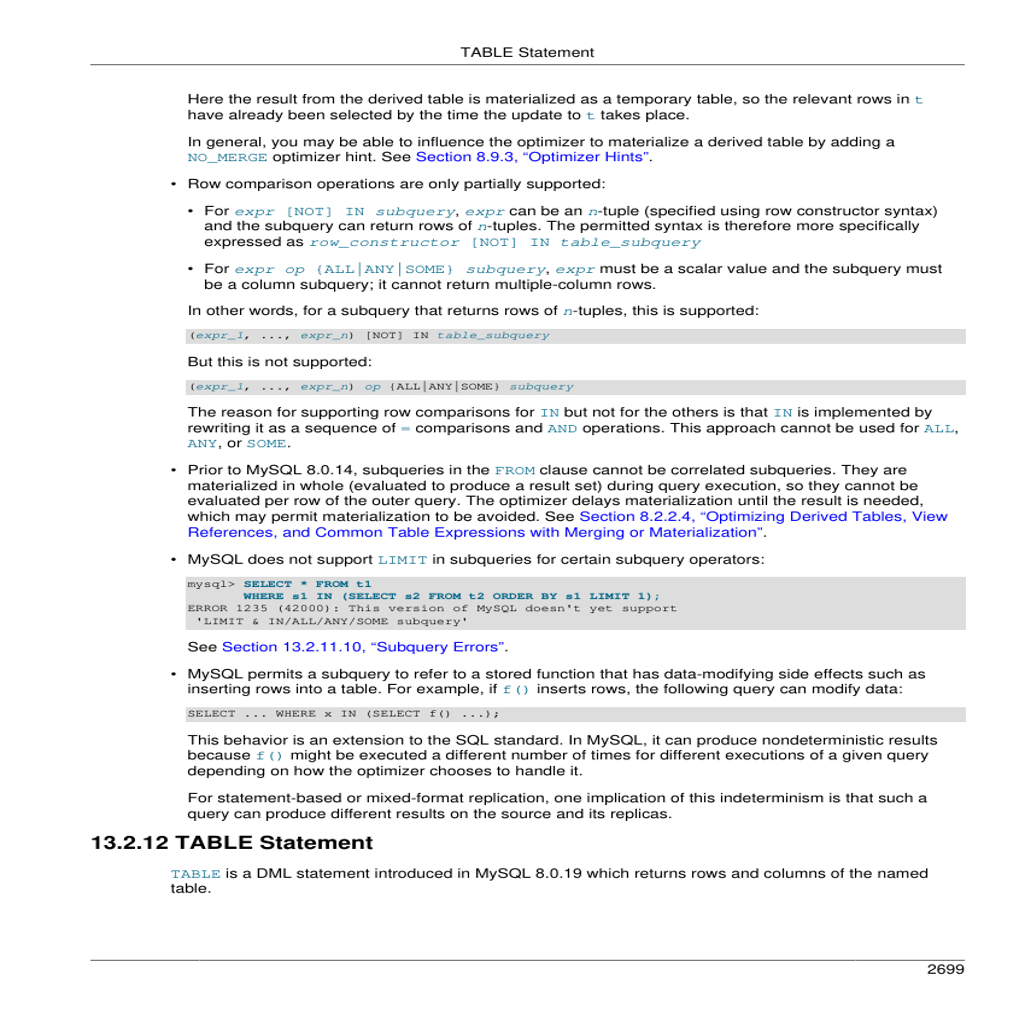 TABLE Statement
Here the result from the derived table is materialized as a temporary table, so the relevant rows in t
have already been selected by the time the update to t takes place.
In general, you may be able to influence the optimizer to materialize a derived table by adding a
NO_MERGE optimizer hint. See Section 8.9.3, “Optimizer Hints”.
• Row comparison operations are only partially supported:
• For expr [NOT] IN subquery, expr can be an n-tuple (specified using row constructor syntax)
and the subquery can return rows of n-tuples. The permitted syntax is therefore more specifically
expressed as row_constructor [NOT] IN table_subquery
• For expr op {ALL|ANY|SOME} subquery, expr must be a scalar value and the subquery must
be a column subquery; it cannot return multiple-column rows.
In other words, for a subquery that returns rows of n-tuples, this is supported:
(expr_1, ..., expr_n) [NOT] IN table_subquery
But this is not supported:
(expr_1, ..., expr_n) op {ALL|ANY|SOME} subquery
The reason for supporting row comparisons for IN but not for the others is that IN is implemented by
rewriting it as a sequence of = comparisons and AND operations. This approach cannot be used for ALL,
ANY, or SOME.
• Prior to MySQL 8.0.14, subqueries in the FROM clause cannot be correlated subqueries. They are
materialized in whole (evaluated to produce a result set) during query execution, so they cannot be
evaluated per row of the outer query. The optimizer delays materialization until the result is needed,
which may permit materialization to be avoided. See Section 8.2.2.4, “Optimizing Derived Tables, View
References, and Common Table Expressions with Merging or Materialization”.
• MySQL does not support LIMIT in subqueries for certain subquery operators:
mysql> SELECT * FROM t1
WHERE s1 IN (SELECT s2 FROM t2 ORDER BY s1 LIMIT 1);
ERROR 1235 (42000): This version of MySQL doesn't yet support
'LIMIT & IN/ALL/ANY/SOME subquery'
See Section 13.2.11.10, “Subquery Errors”.
• MySQL permits a subquery to refer to a stored function that has data-modifying side effects such as
inserting rows into a table. For example, if f() inserts rows, the following query can modify data:
SELECT ... WHERE x IN (SELECT f() ...);
This behavior is an extension to the SQL standard. In MySQL, it can produce nondeterministic results
because f() might be executed a different number of times for different executions of a given query
depending on how the optimizer chooses to handle it.
For statement-based or mixed-format replication, one implication of this indeterminism is that such a
query can produce different results on the source and its replicas.
13.2.12 TABLE Statement
TABLE is a DML statement introduced in MySQL 8.0.19 which returns rows and columns of the named
table.
2699